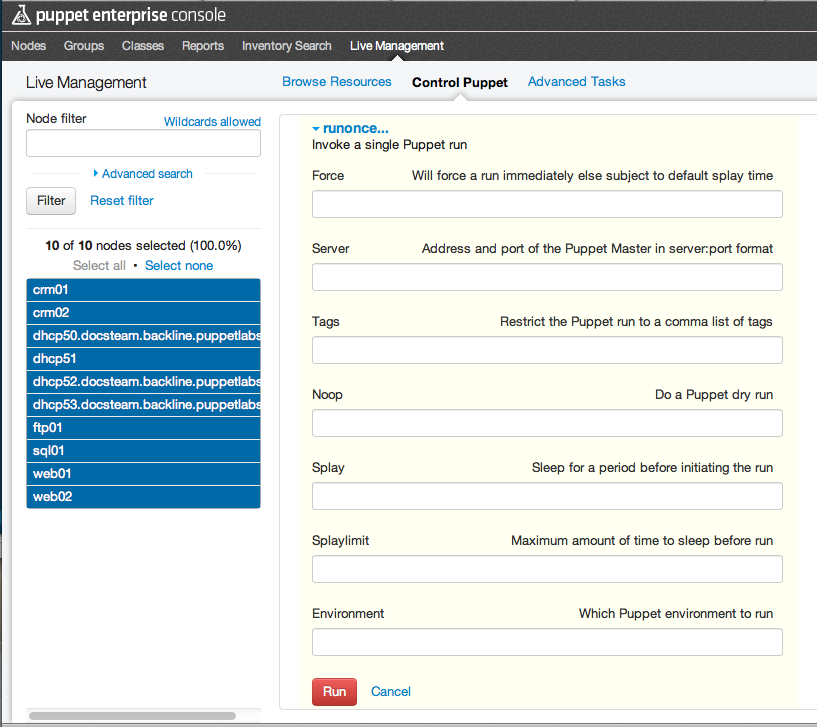 puppet enterprise console
Nodes Groups Classes Reports Inventory Search Live Management
Live Management Browse Resources Control Puppet Advanced Tasks
Node filter Wildcards allowed
Advanced search
Filter Reset filter
10 of 10 nodes selected (100.0%)
Select all • Select none
crm01
crm02
dhcp50.docsteam.backline.puppetlabs
dhcp51
dhcp52.docsteam.backline.puppetlabs
dhcp53.docsteam.backline.puppetlabs
ftp01
sql01
web01
web02
runonce...
Invoke a single Puppet run
Force Will force a run immediately else subject to default splay time
Server Address and port of the Puppet Master in server:port format
Tags Restrict the Puppet run to a comma list of tags
Noop Do a Puppet dry run
Splay Sleep for a period before initiating the run
Splaylimit Maximum amount of time to sleep before run
Environment Which Puppet environment to run
Run Cancel